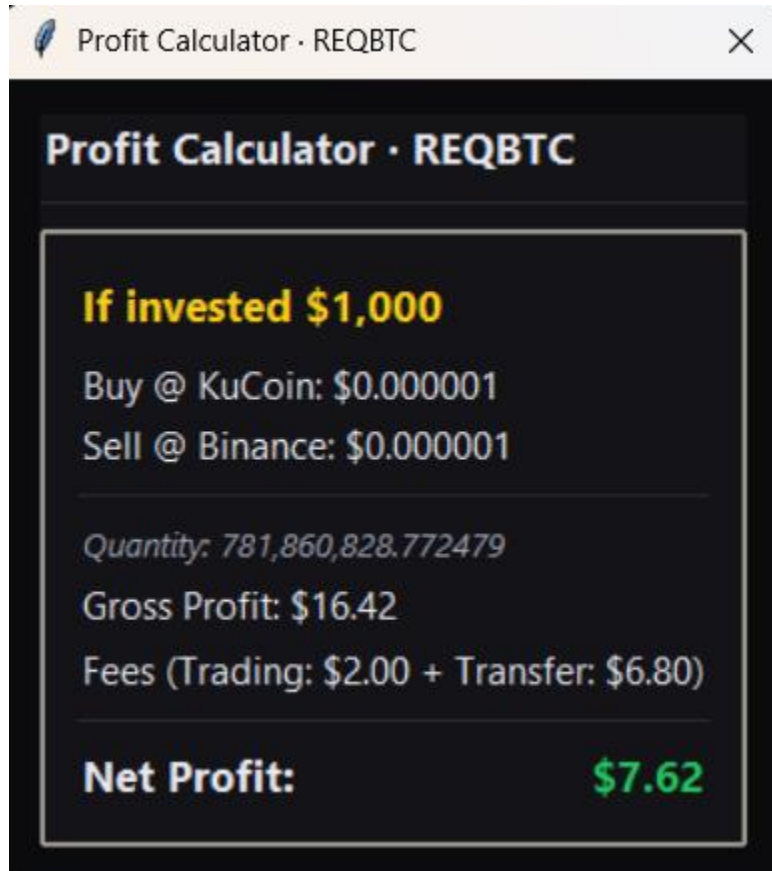 Profit Calculator · REQBTC
Profit Calculator · REQBTC
If invested $1,000
Buy @ KuCoin: $0.000001
Sell @ Binance: $0.000001
Quantity: 781,860,828.772479
Gross Profit: $16.42
Fees (Trading: $2.00 + Transfer: $6.80)
Net Profit: $7.62